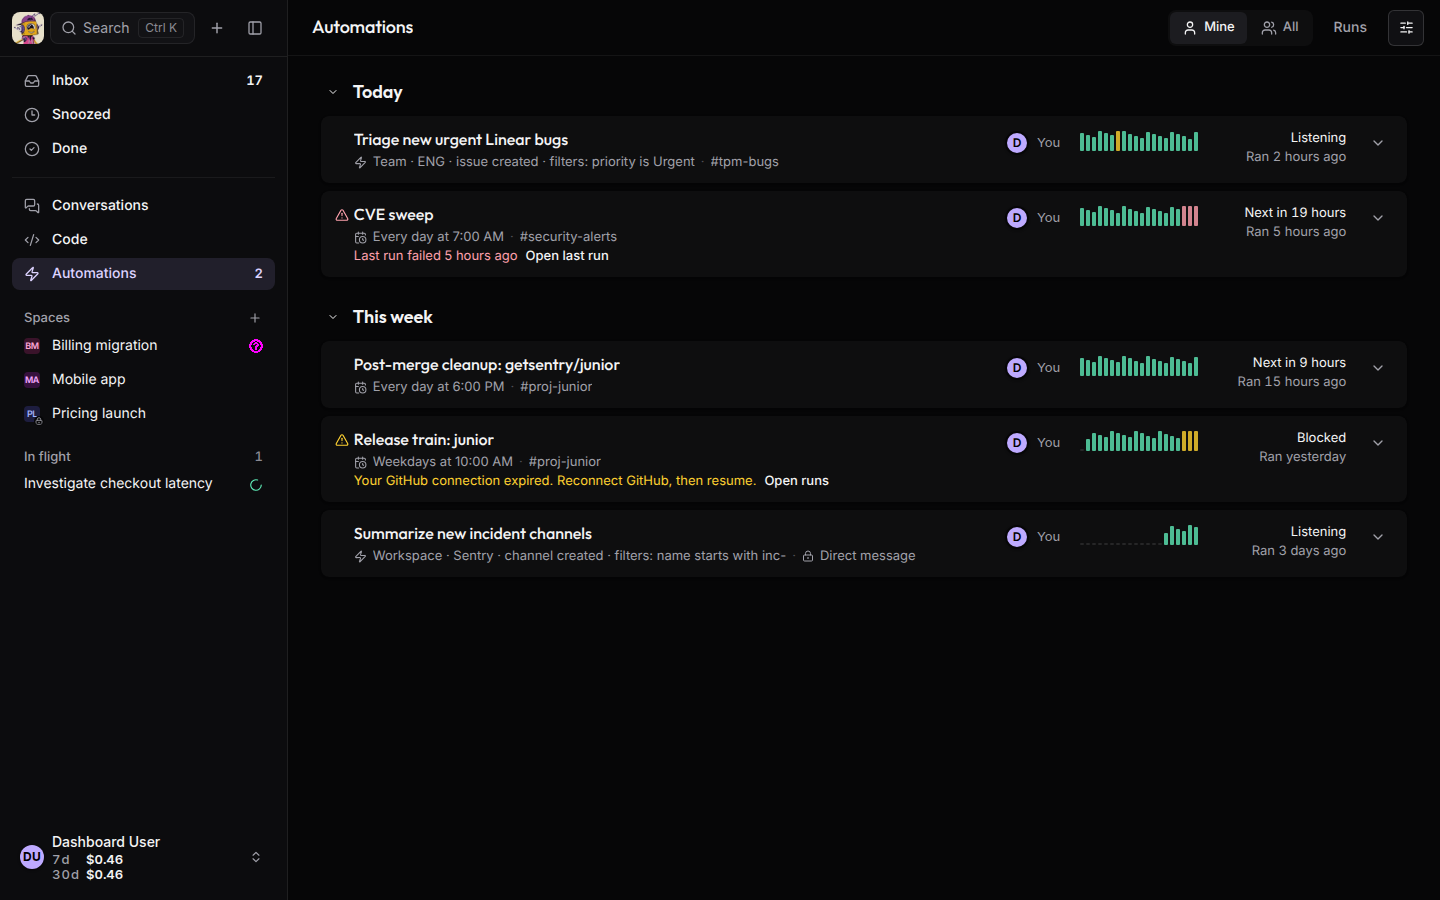 Search Ctrl K
Inbox 17
Snoozed
Done
Conversations
Code
Automations 2
Spaces
BM Billing migration
MA Mobile app
PL Pricing launch
In flight 1
Investigate checkout latency
DU Dashboard User
7d $0.46
30d $0.46
Automations
Mine All Runs
Today
Triage new urgent Linear bugs
Team · ENG · issue created · filters: priority is Urgent · #tpm-bugs
D You
Listening
Ran 2 hours ago
CVE sweep
Every day at 7:00 AM · #security-alerts
Last run failed 5 hours ago Open last run
D You
Next in 19 hours
Ran 5 hours ago
This week
Post-merge cleanup: getsentry/junior
Every day at 6:00 PM · #proj-junior
D You
Next in 9 hours
Ran 15 hours ago
Release train: junior
Weekdays at 10:00 AM · #proj-junior
Your GitHub connection expired. Reconnect GitHub, then resume. Open runs
D You
Blocked
Ran yesterday
Summarize new incident channels
Workspace · Sentry · channel created · filters: name starts with inc- · Direct message
D You
Listening
Ran 3 days ago